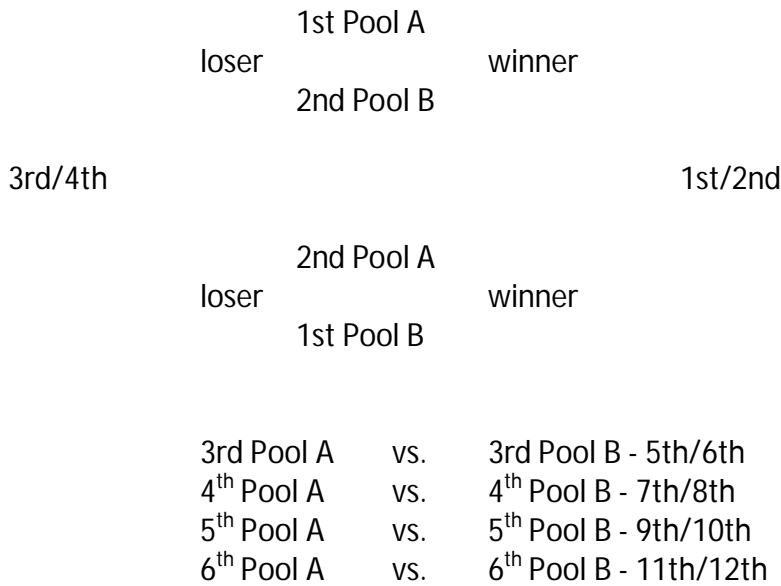 1st Pool A
loser winner
2nd Pool B
3rd/4th 1st/2nd
2nd Pool A
loser winner
1st Pool B
3rd Pool A vs. 3rd Pool B - 5th/6th
4th Pool A vs. 4th Pool B - 7th/8th
5th Pool A vs. 5th Pool B - 9th/10th
6th Pool A vs. 6th Pool B - 11th/12th